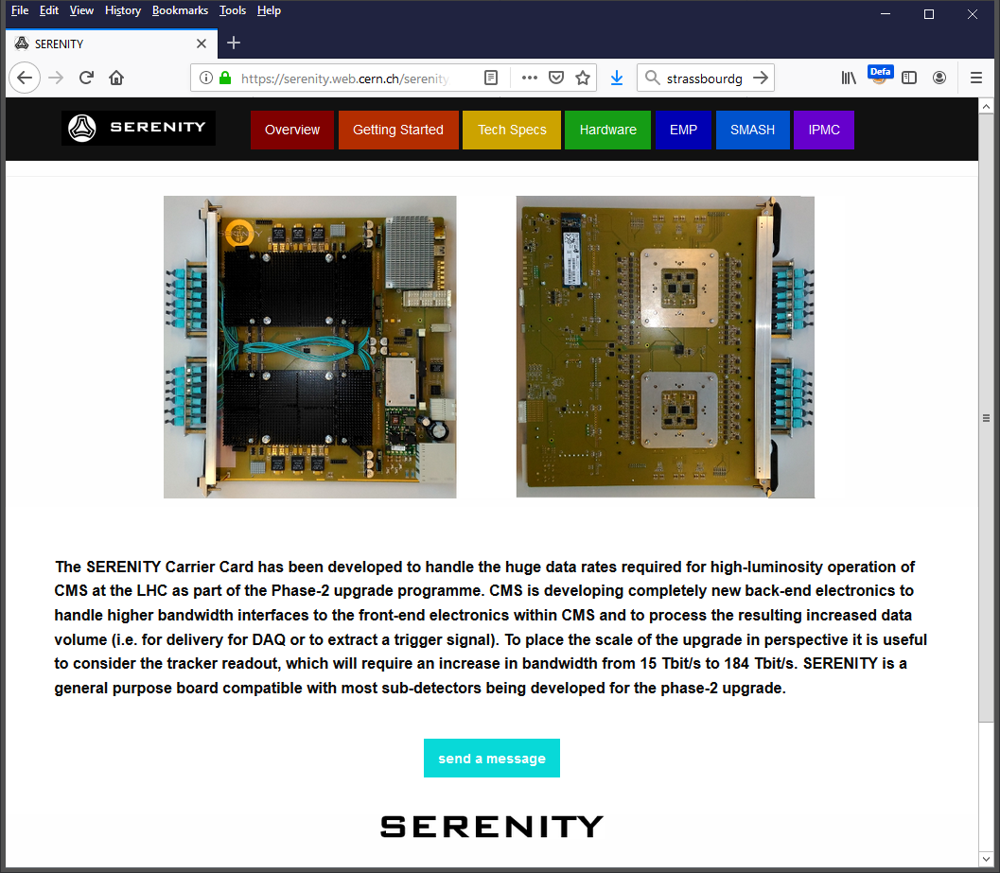 File Edit View History Bookmarks Tools Help
SERENITY
https://serenity.web.cern.ch/serenity
strassbourdg
Defa
SERENITY
Overview
Getting Started
Tech Specs
Hardware
EMP
SMASH
IPMC
The SERENITY Carrier Card has been developed to handle the huge data rates required for high-luminosity operation of
CMS at the LHC as part of the Phase-2 upgrade programme. CMS is developing completely new back-end electronics to
handle higher bandwidth interfaces to the front-end electronics within CMS and to process the resulting increased data
volume (i.e. for delivery for DAQ or to extract a trigger signal). To place the scale of the upgrade in perspective it is useful
to consider the tracker readout, which will require an increase in bandwidth from 15 Tbit/s to 184 Tbit/s. SERENITY is a
general purpose board compatible with most sub-detectors being developed for the phase-2 upgrade.
send a message
SERENITY